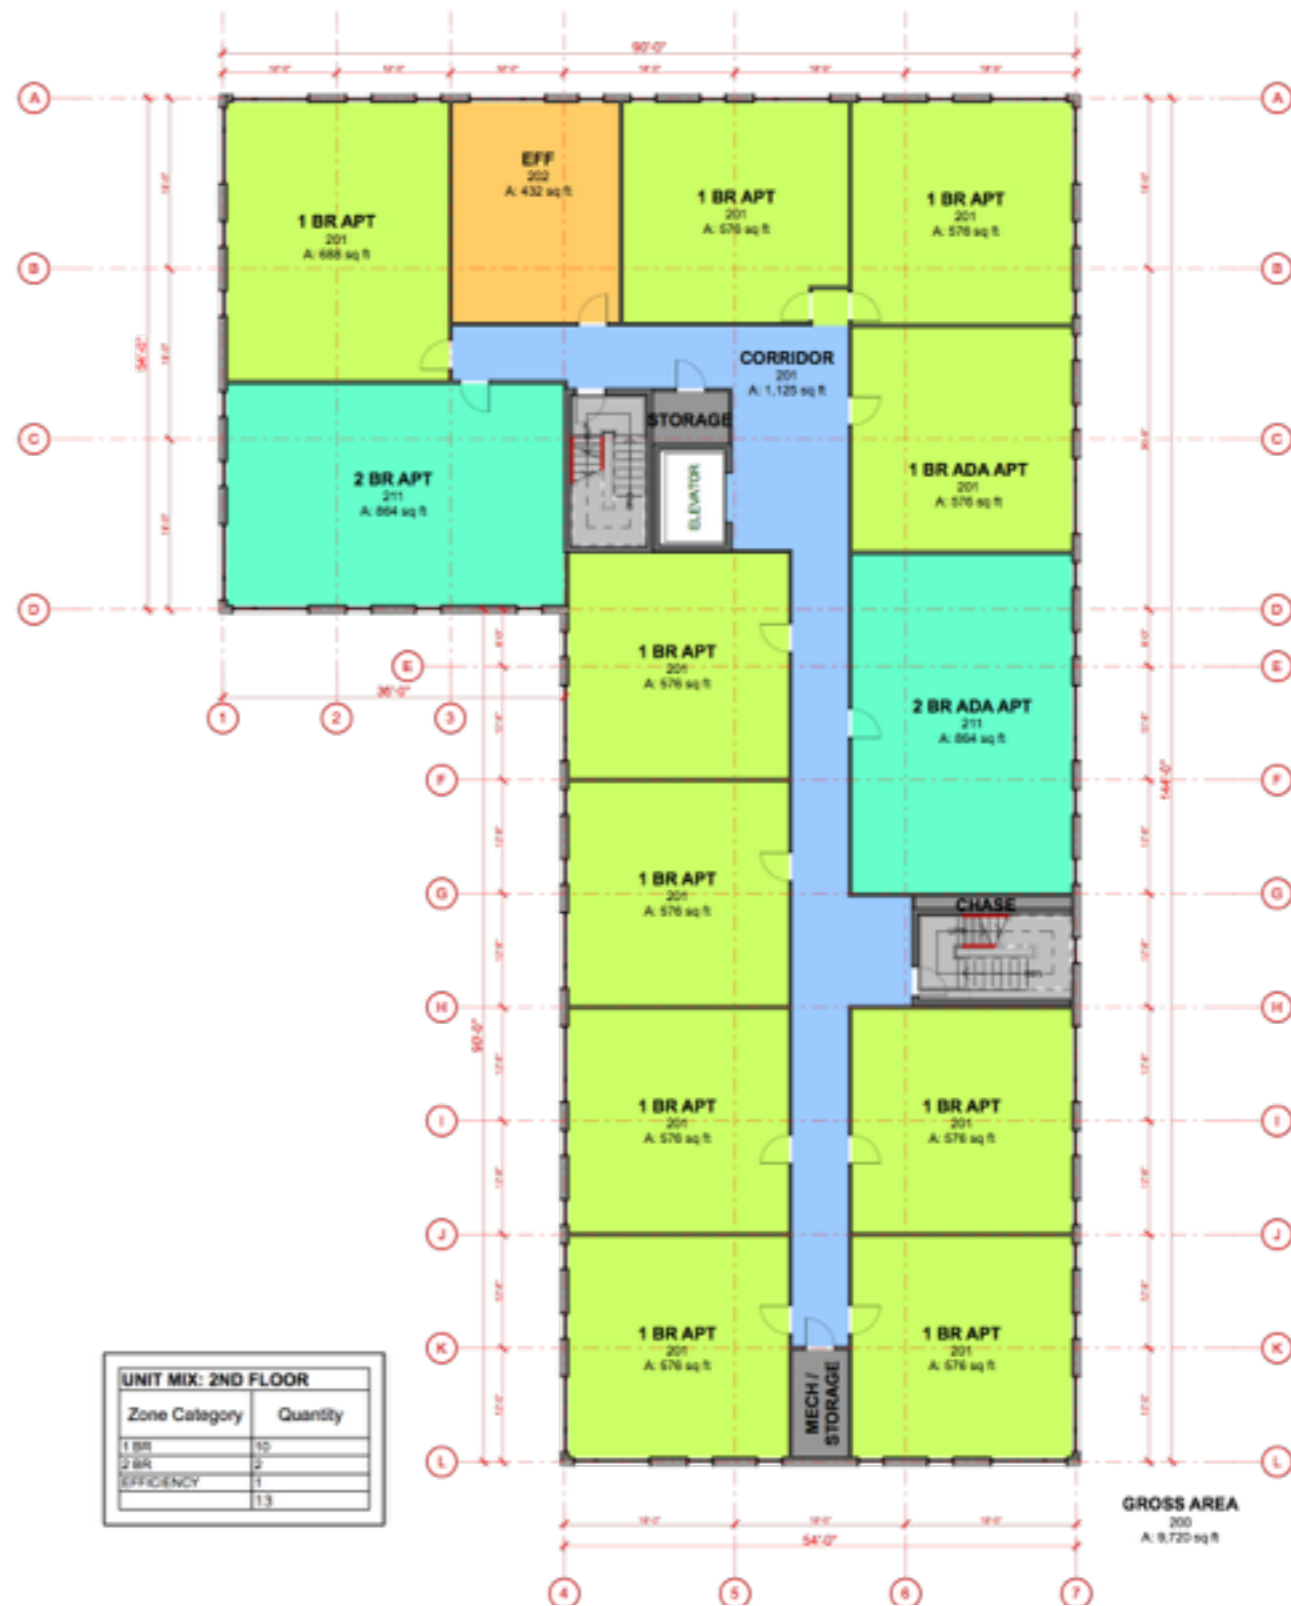 90'-0"
A
A
EFF
202
A: 432 sq ft
1 BR APT
201
A: 576 sq ft
1 BR APT
201
A: 576 sq ft
1 BR APT
201
A: 688 sq ft
B
B
54'-0"
CORRIDOR
201
A: 1,125 sq ft
STORAGE
C
C
1 BR ADA APT
201
A: 576 sq ft
2 BR APT
211
A: 864 sq ft
ELEVATOR
D
D
1 BR APT
201
A: 576 sq ft
E
E
36'-0"
1
2
3
2 BR ADA APT
211
A: 864 sq ft
F
F
144'-0"
1 BR APT
201
A: 576 sq ft
G
G
CHASE
H
H
90'-0"
1 BR APT
201
A: 576 sq ft
1 BR APT
201
A: 576 sq ft
I
I
J
J
1 BR APT
201
A: 576 sq ft
1 BR APT
201
A: 576 sq ft
K
K
MECH /
STORAGE
UNIT MIX: 2ND FLOOR
Zone Category Quantity
1 BR 10
2 BR 2
EFFICIENCY 1
13
L
L
GROSS AREA
200
A: 9,720 sq ft
54'-0"
4
5
6
7